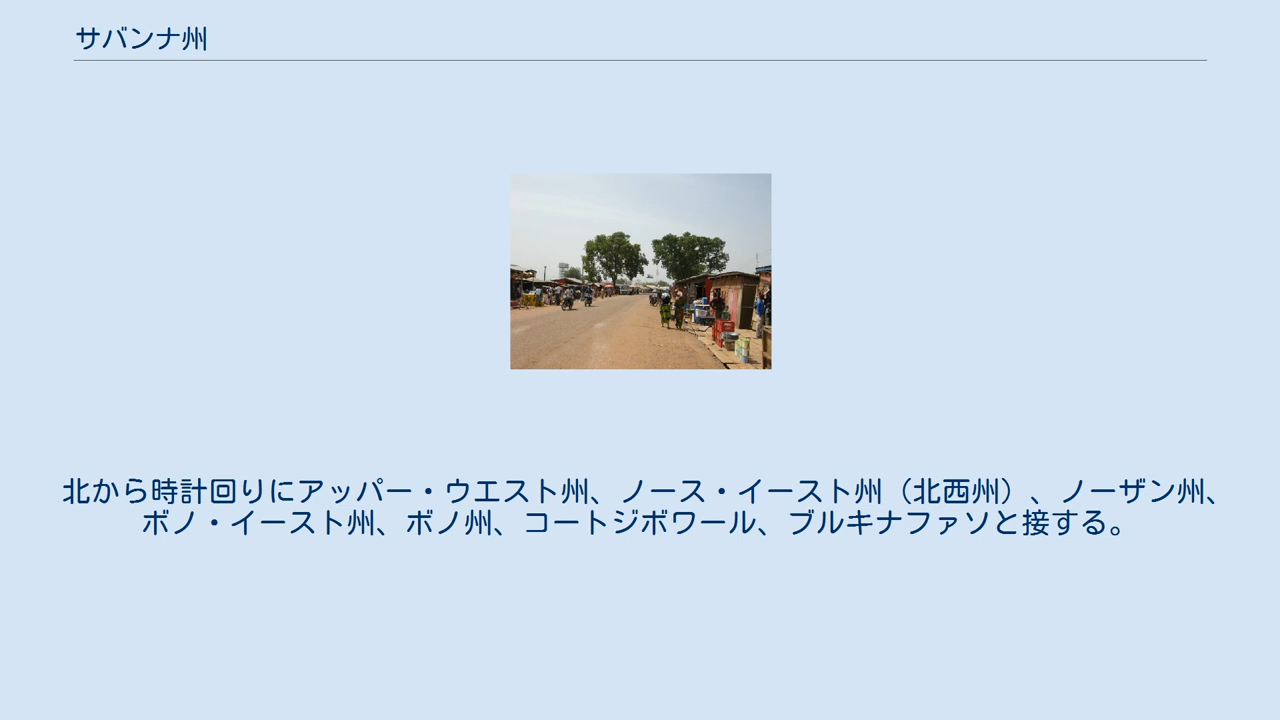 サバンナ州
北から時計回りにアッパー・ウエスト州、ノース・イースト州（北西州）、ノーザン州、
ボノ・イースト州、ボノ州、コートジボワール、ブルキナファソと接する。